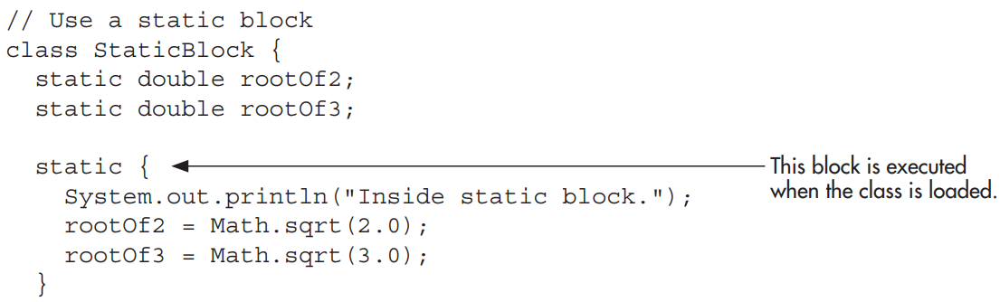 // Use a static block
class StaticBlock {
  static double rootOf2;
  static double rootOf3;

  static {
    System.out.println("Inside static block.");
    rootOf2 = Math.sqrt(2.0);
    rootOf3 = Math.sqrt(3.0);
  }
This block is executed
when the class is loaded.